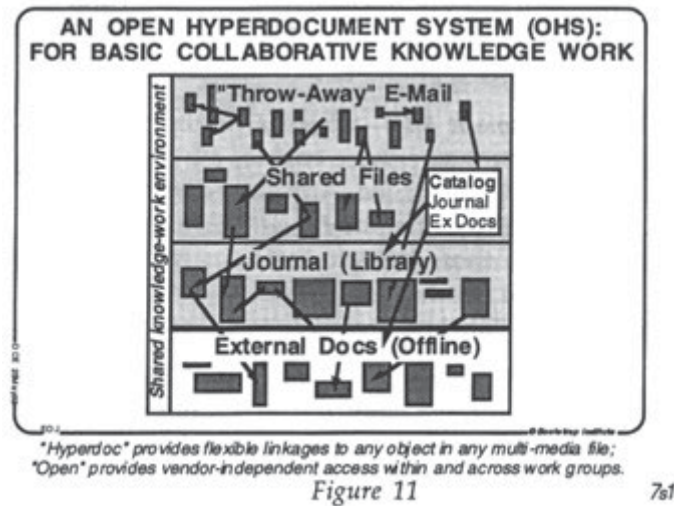 AN OPEN HYPERDOCUMENT SYSTEM (OHS):
FOR BASIC COLLABORATIVE KNOWLEDGE WORK
Shared knowledge-work environment
"Throw-Away" E-Mail
Shared Files
Catalog
Journal
Ex Docs
Journal (Library)
External Docs (Offline)
© Bootstrap Institute
"Hyperdoc" provides flexible linkages to any object in any multi-media file;
"Open" provides vendor-independent access within and across work groups.
Figure 11
7s1